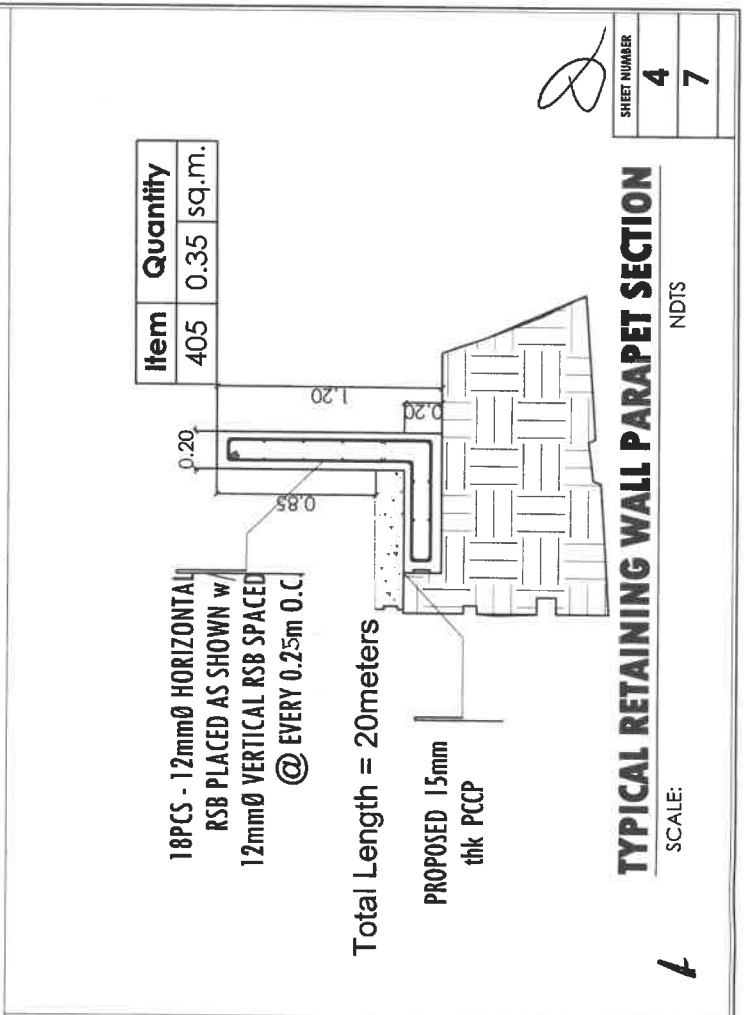 Item Quantity
405 0.35 sq.m.
18PCS - 12mmØ HORIZONTAL
RSB PLACED AS SHOWN w/
12mmØ VERTICAL RSB SPACED
@ EVERY 0.25m O.C.
0.20
1.20
0.85
0.20
Total Length = 20meters
PROPOSED 15mm
thk PCCP
TYPICAL RETAINING WALL PARAPET SECTION
SCALE:
NDTS
SHEET NUMBER
4
7